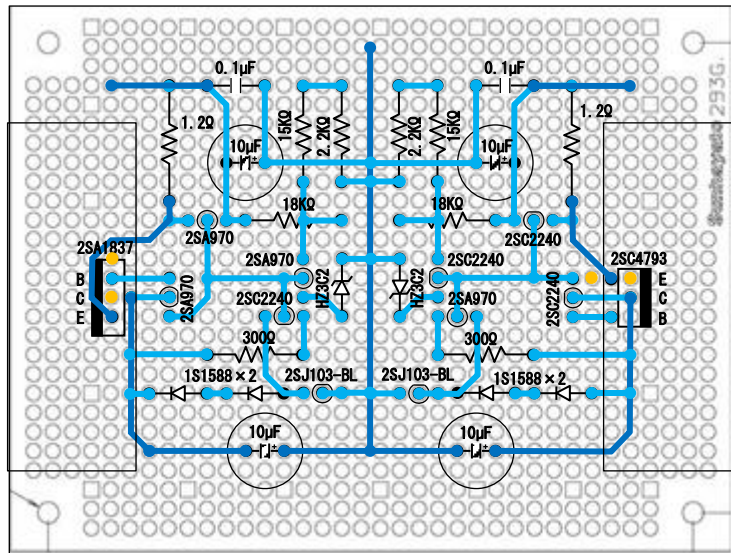 0.1μF 0.1μF
1.2Ω 15KΩ 2.2KΩ 2.2KΩ 15KΩ 1.2Ω
10μF 10μF
18KΩ 18KΩ
2SA970 2SC2240
2SA1837 2SA970 2SC2240 2SC4793
B 2SA970 HZ3C2 HZ3C2 2SC2240 E
C 2SC2240 2SA970 C
E B
300Ω 300Ω
2SJ103-BL 2SJ103-BL
1S1588×2 1S1588×2
10μF 10μF
293G.